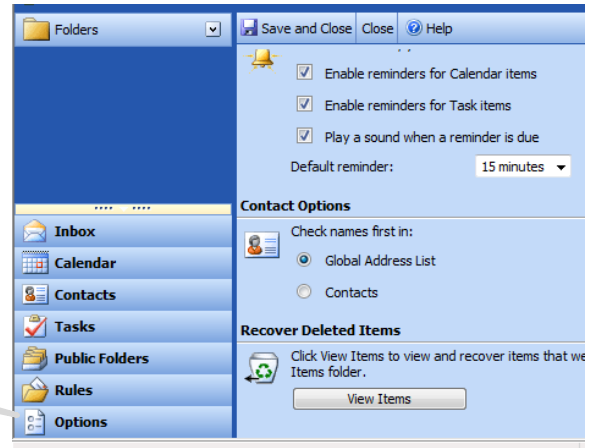 Folders
Save and Close Close Help
Enable reminders for Calendar items
Enable reminders for Task items
Play a sound when a reminder is due
Default reminder: 15 minutes
Contact Options
Check names first in:
Global Address List
Contacts
Recover Deleted Items
Click View Items to view and recover items that we
Items folder.
View Items
Inbox
Calendar
Contacts
Tasks
Public Folders
Rules
Options